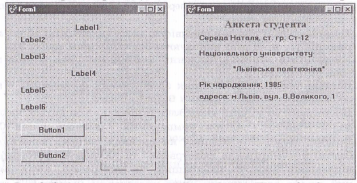 Form1
Label1
Label2
Label3
Label4
Label5
Label6
Button1
Button2
Form1
Анкета студента
Середа Наталя, ст. гр. Ст-12
Національного університету
"Львівська політехніка"
Рік народження: 1985
адреса: м.Львів, вул. В.Великого, 1